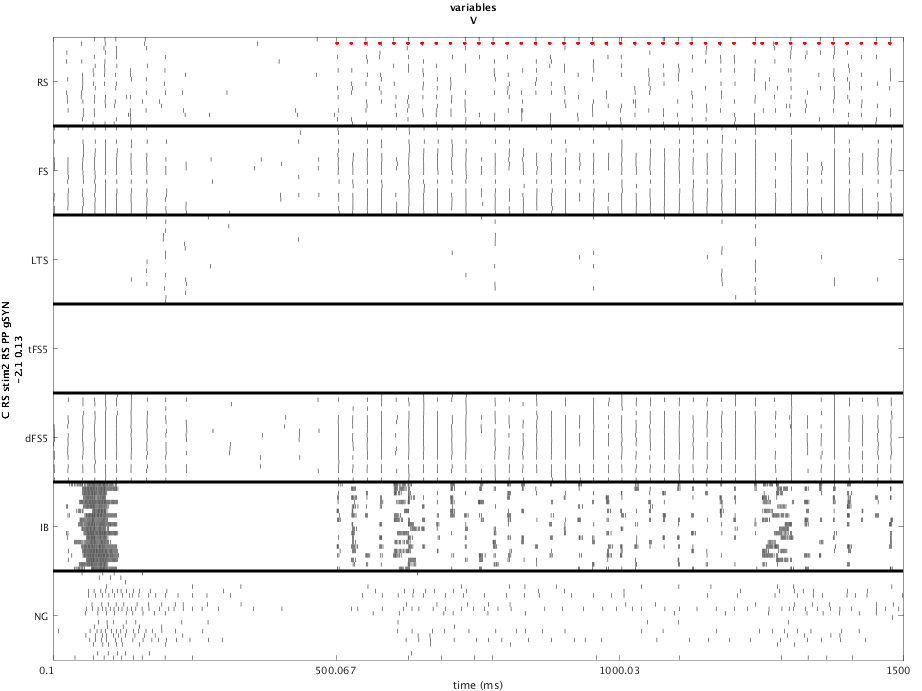 variables
V
RS
FS
LTS
tFS5
dFS5
IB
NG
C RS stim2 RS PP gSYN
-2.1 0.13
0.1 500.067 1000.03 1500
time (ms)